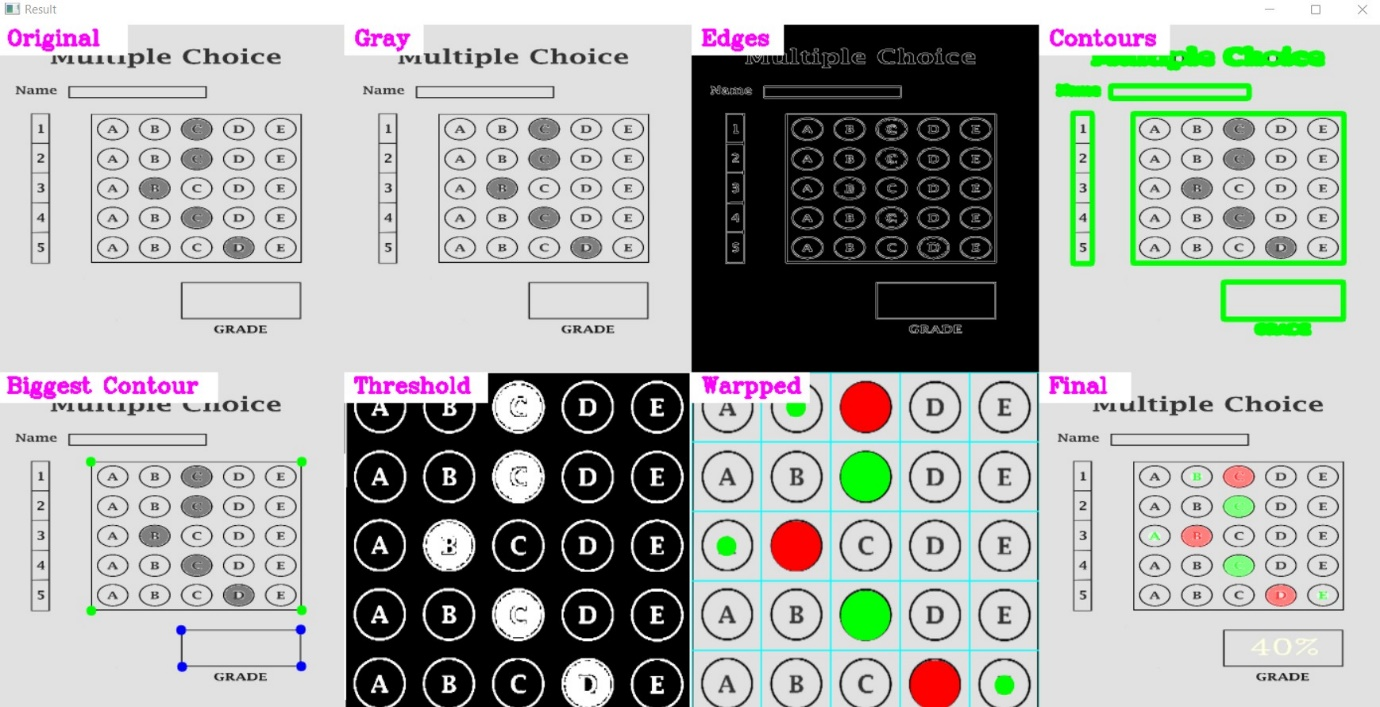 Result
Original
Multiple Choice
Name
1 A B C D E
2 A B C D E
3 A B C D E
4 A B C D E
5 A B C D E
GRADE
Gray
Multiple Choice
Name
1 A B C D E
2 A B C D E
3 A B C D E
4 A B C D E
5 A B C D E
GRADE
Edges
Multiple Choice
Name
1 A B C D E
2 A B C D E
3 A B C D E
4 A B C D E
5 A B C D E
GRADE
Contours
Multiple Choice
Name
1 A B C D E
2 A B C D E
3 A B C D E
4 A B C D E
5 A B C D E
GRADE
Biggest Contour
Multiple Choice
Name
1 A B C D E
2 A B C D E
3 A B C D E
4 A B C D E
5 A B C D E
GRADE
Threshold
A B C D E
A B C D E
A B C D E
A B C D E
A B C D E
Warpped
A D E
A B D E
C D E
A B D E
A B C
Final
Multiple Choice
Name
1 A B C D E
2 A B C D E
3 A B C D E
4 A B C D E
5 A B C D E
40%
GRADE